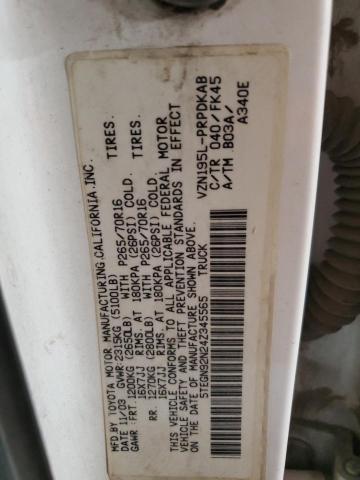 MFD.BY TOYOTA MOTOR MANUFACTURING,CALIFORNIA,INC.
DATE 11/03 GVWR:2315KG (5100LB)
GAWR : FRT.1200KG (2650LB) WITH P265/70R16 TIRES.
16X7JJ RIMS. AT 180KPA (26PSI) COLD.
RR. 1270KG (2800LB) WITH P265/70R16 TIRES.
16X7JJ RIMS. AT 180KPA (26PSI) COLD.
THIS VEHICLE CONFORMS TO ALL APPLICABLE FEDERAL MOTOR
VEHICLE SAFETY AND THEFT PREVENTION STANDARDS IN EFFECT
ON THE DATE OF MANUFACTURE SHOWN ABOVE.
5TEGN92N24Z345565 TRUCK
VZN195L-PRPDKAB
C/TR 040/FK45
A/TM B03A/
A340E